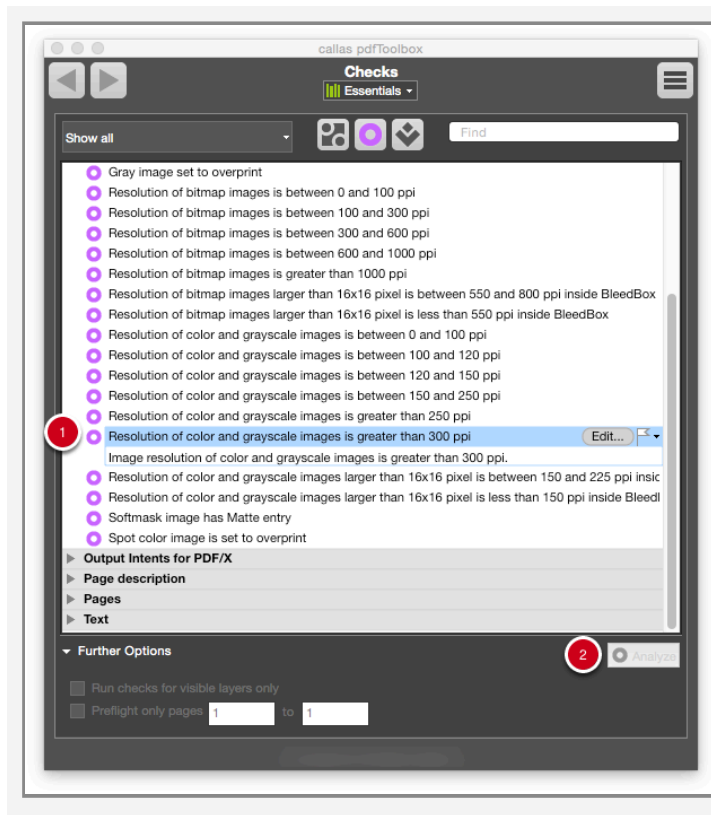 callas pdfToolbox
Checks
Essentials
Show all
Find
Gray image set to overprint
Resolution of bitmap images is between 0 and 100 ppi
Resolution of bitmap images is between 100 and 300 ppi
Resolution of bitmap images is between 300 and 600 ppi
Resolution of bitmap images is between 600 and 1000 ppi
Resolution of bitmap images is greater than 1000 ppi
Resolution of bitmap images larger than 16x16 pixel is between 550 and 800 ppi inside BleedBox
Resolution of bitmap images larger than 16x16 pixel is less than 550 ppi inside BleedBox
Resolution of color and grayscale images is between 0 and 100 ppi
Resolution of color and grayscale images is between 100 and 120 ppi
Resolution of color and grayscale images is between 120 and 150 ppi
Resolution of color and grayscale images is between 150 and 250 ppi
Resolution of color and grayscale images is greater than 250 ppi
1 Resolution of color and grayscale images is greater than 300 ppi Edit...
Image resolution of color and grayscale images is greater than 300 ppi.
Resolution of color and grayscale images larger than 16x16 pixel is between 150 and 225 ppi insic
Resolution of color and grayscale images larger than 16x16 pixel is less than 150 ppi inside Bleedl
Softmask image has Matte entry
Spot color image is set to overprint
Output Intents for PDF/X
Page description
Pages
Text
Further Options
2 Analyze
Run checks for visible layers only
Preflight only pages 1 to 1